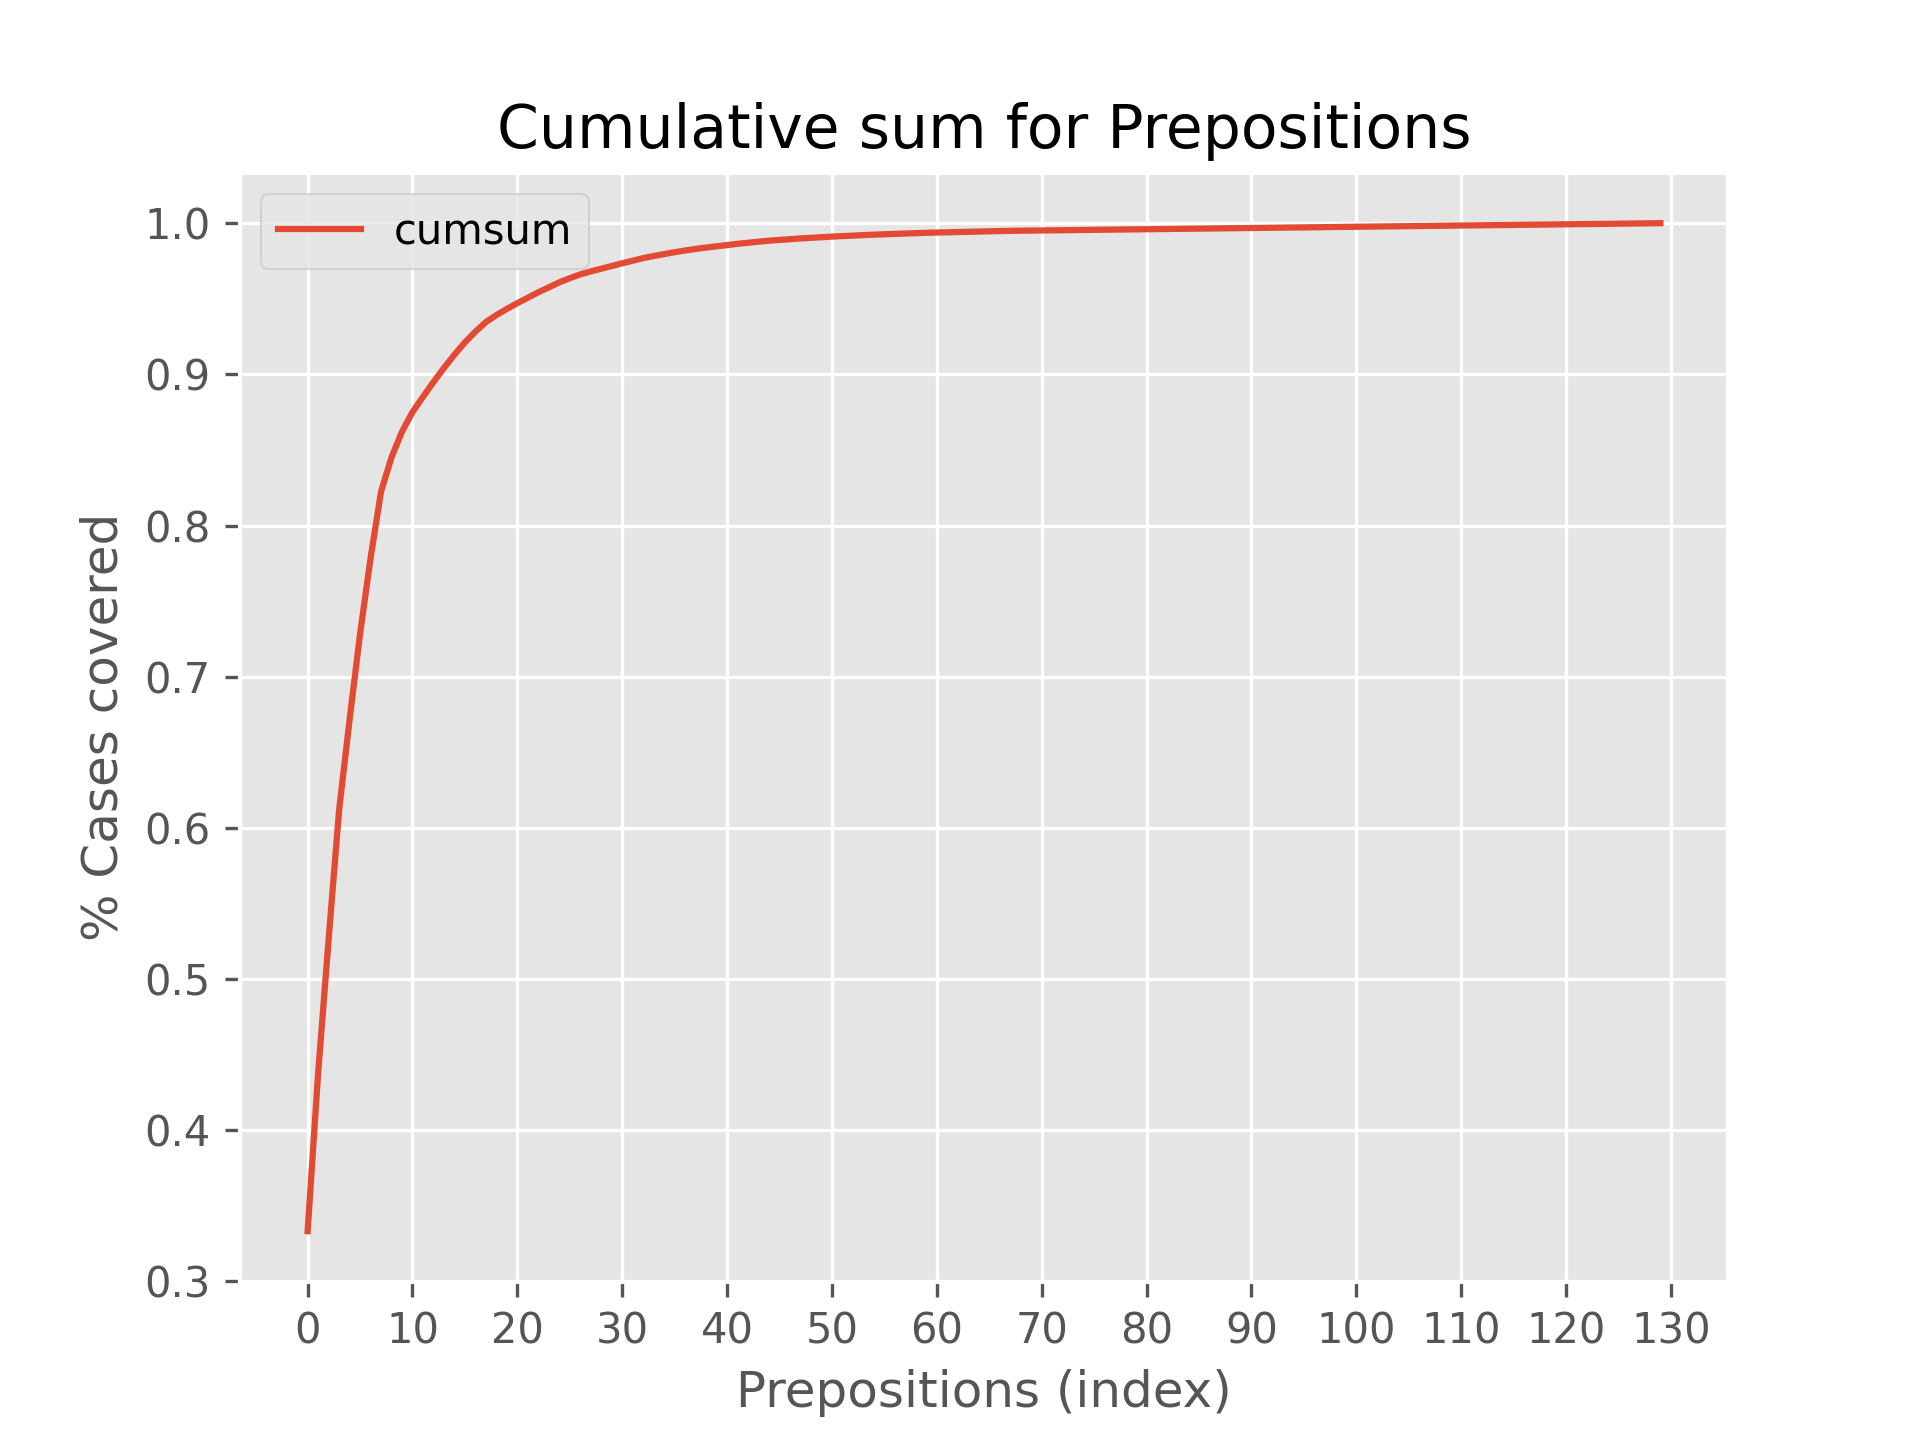 Cumulative sum for Prepositions
cumsum
1.0
0.9
0.8
0.7
0.6
0.5
0.4
0.3
% Cases covered
0 10 20 30 40 50 60 70 80 90 100 110 120 130
Prepositions (index)